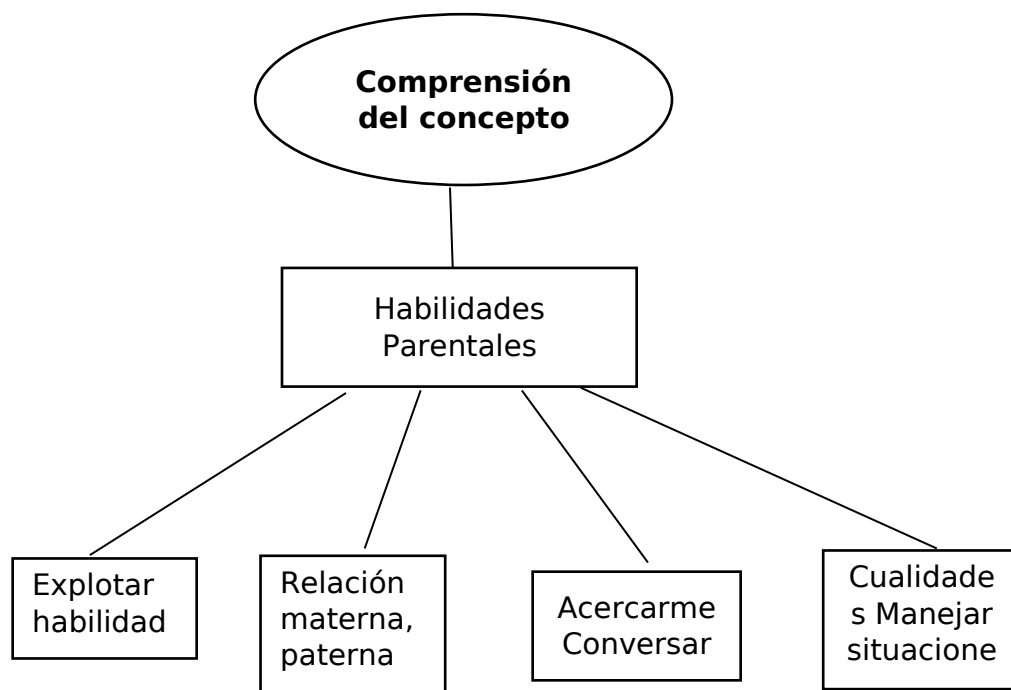 Comprensión
del concepto
Habilidades
Parentales
Explotar
habilidad
Relación
materna,
paterna
Acercarme
Conversar
Cualidade
s Manejar
situacione